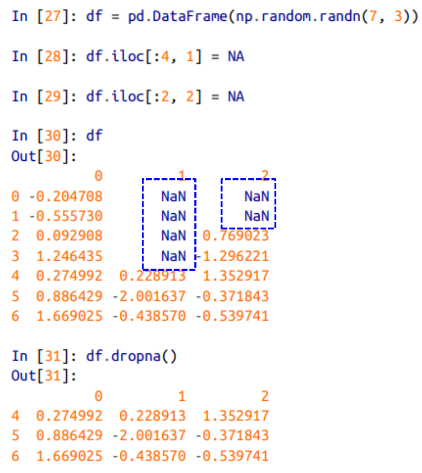 In [27]: df = pd.DataFrame(np.random.randn(7, 3))
In [28]: df.iloc[:4, 1] = NA
In [29]: df.iloc[:2, 2] = NA
In [30]: df
Out[30]:
0 1 2
0 -0.204708 NaN NaN
1 -0.555730 NaN NaN
2 0.092908 NaN 0.769023
3 1.246435 NaN -1.296221
4 0.274992 0.228913 1.352917
5 0.886429 -2.001637 -0.371843
6 1.669025 -0.438570 -0.539741
In [31]: df.dropna()
Out[31]:
0 1 2
4 0.274992 0.228913 1.352917
5 0.886429 -2.001637 -0.371843
6 1.669025 -0.438570 -0.539741